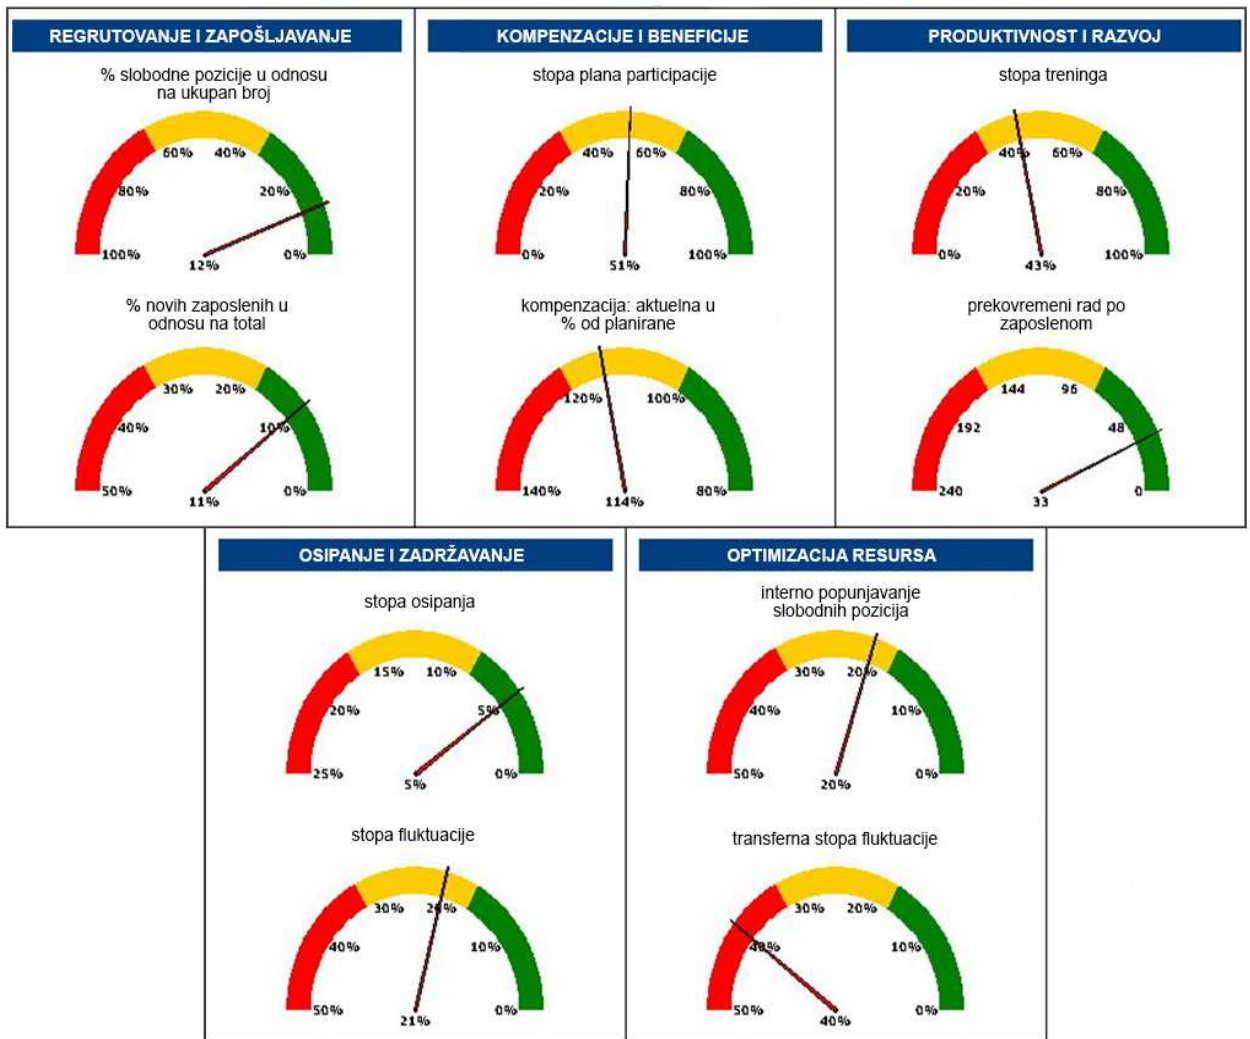 REGRUTOVANJE I ZAPOŠLJAVANJE
% slobodne pozicije u odnosu
na ukupan broj
60% 40%
80% 20%
100% 12% 0%
% novih zaposlenih u
odnosu na total
30% 20%
40% 10%
50% 11% 0%
KOMPENZACIJE I BENEFICIJE
stopa plana participacije
40% 60%
20% 80%
0% 51% 100%
kompenzacija: aktuelna u
% od planirane
120% 100%
140% 114% 80%
PRODUKTIVNOST I RAZVOJ
stopa treninga
40% 60%
20% 80%
0% 43% 100%
prekovremeni rad po
zaposlenom
144 96
192 48
240 33 0
OSIPANJE I ZADRŽAVANJE
stopa osipanja
15% 10%
20% 5%
25% 5% 0%
stopa fluktuacije
30% 20%
40% 10%
50% 21% 0%
OPTIMIZACIJA RESURSA
interno popunjavanje
slobodnih pozicija
30% 20%
40% 10%
50% 20% 0%
transferna stopa fluktuacije
30% 20%
40% 10%
50% 40% 0%